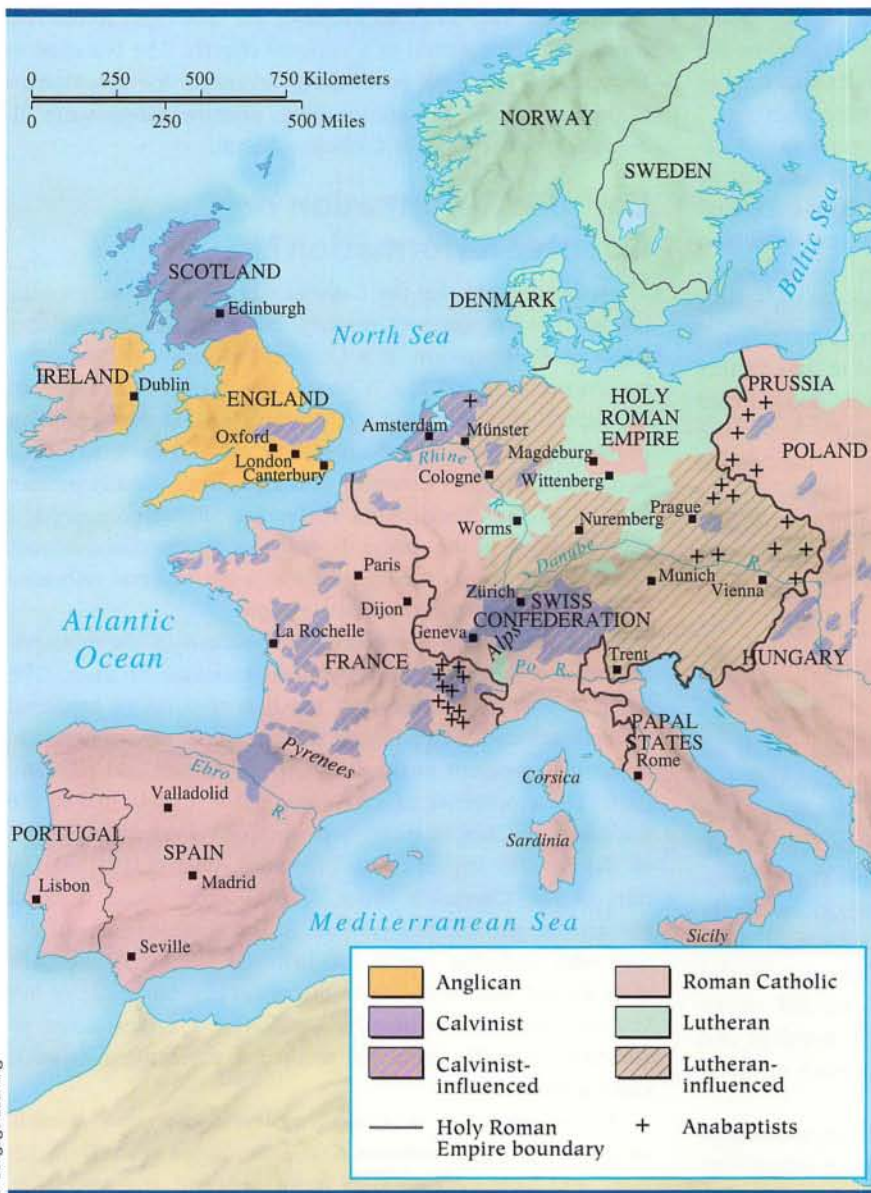 0 250 500 750 Kilometers
0 250 500 Miles
NORWAY
SWEDEN
Baltic Sea
SCOTLAND
Edinburgh
DENMARK
North Sea
IRELAND
Dublin
ENGLAND
Oxford
London
Canterbury
Amsterdam
Münster
Rhine
R.
Cologne
HOLY
ROMAN
EMPIRE
Magdeburg
Wittenberg
PRUSSIA
POLAND
Worms
Nuremberg
Prague
Danube
R.
Paris
Dijon
Zürich
Munich
Vienna
SWISS
CONFEDERATION
Geneva
Alps
Atlantic
Ocean
La Rochelle
FRANCE
Po R.
Trent
HUNGARY
PAPAL
STATES
Rome
Pyrenees
Ebro
R.
Corsica
Sardinia
Valladolid
PORTUGAL
SPAIN
Madrid
Lisbon
Seville
Mediterranean Sea
Sicily
Anglican
Calvinist
Calvinist-
influenced
Holy Roman
Empire boundary
Roman Catholic
Lutheran
Lutheran-
influenced
Anabaptists